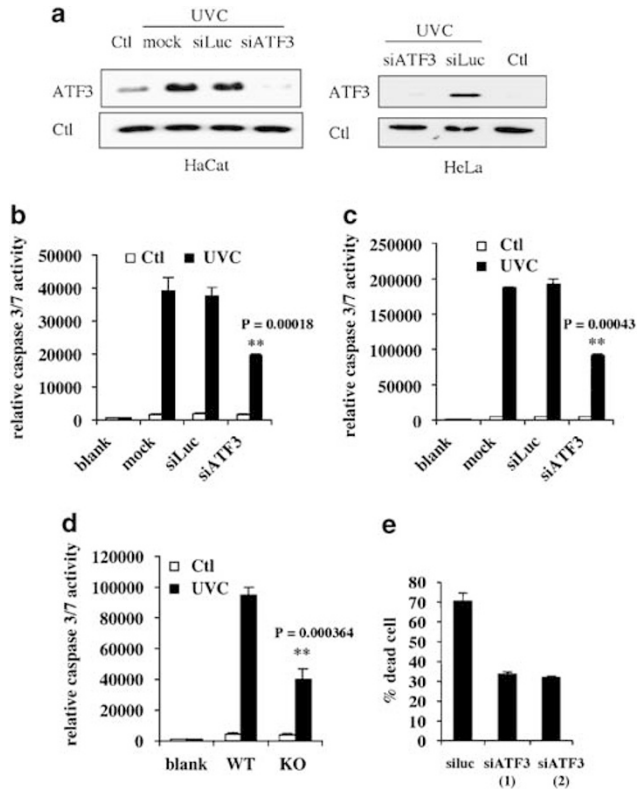 a
UVC
Ctl mock siLuc siATF3
ATF3
Ctl
HaCat
UVC
siATF3 siLuc Ctl
ATF3
Ctl
HeLa
b
relative caspase 3/7 activity
50000
40000
30000
20000
10000
0
Ctl UVC
P = 0.00018
**
blank mock siLuc siATF3
c
relative caspase 3/7 activity
250000
200000
150000
100000
50000
0
Ctl
UVC
P = 0.00043
**
blank mock siLuc siATF3
d
relative caspase 3/7 activity
120000
100000
80000
60000
40000
20000
0
Ctl
UVC
P = 0.000364
**
blank WT KO
e
% dead cell
80
70
60
50
40
30
20
10
0
siluc siATF3 siATF3
(1) (2)